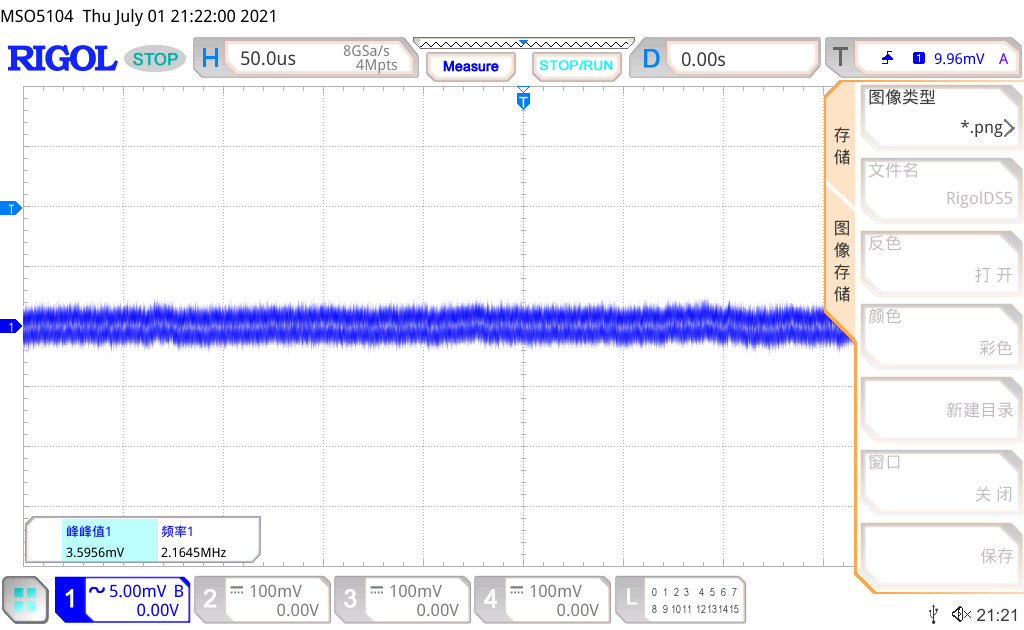 MSO5104 Thu July 01 21:22:00 2021
RIGOL STOP H 50.0us 8GSa/s 4Mpts Measure STOP/RUN D 0.00s T 1 9.96mV A
T
T
1
存储
图像存储
图像类型
*.png
文件名
RigolDS5
反色
打开
颜色
彩色
新建目录
窗口
关闭
保存
峰峰值1 频率1
3.5956mV 2.1645MHz
1 5.00mV B
0.00V
2 100mV
0.00V
3 100mV
0.00V
4 100mV
0.00V
L 0 1 2 3 4 5 6 7
8 9 10 11 12 13 14 15
21:21